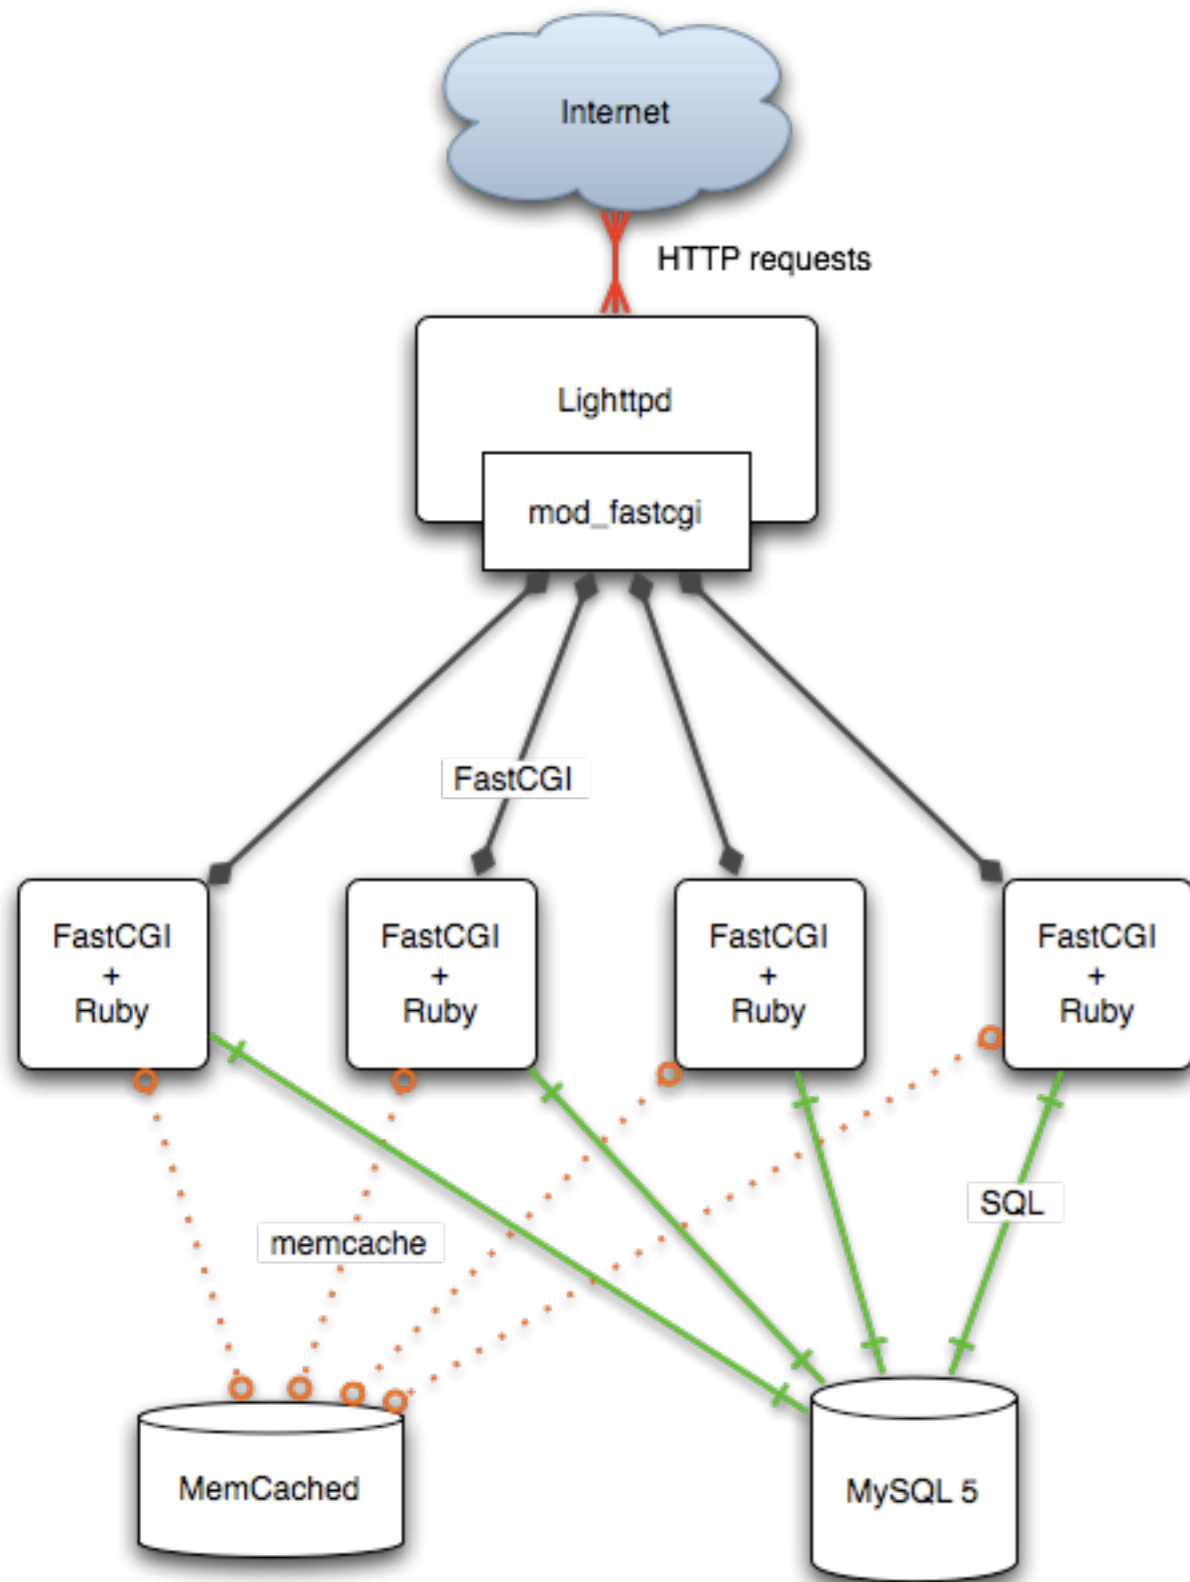 Internet
HTTP requests
Lighttpd
mod_fastcgi
FastCGI
FastCGI
+
Ruby
FastCGI
+
Ruby
FastCGI
+
Ruby
FastCGI
+
Ruby
SQL
memcache
MemCached
MySQL 5